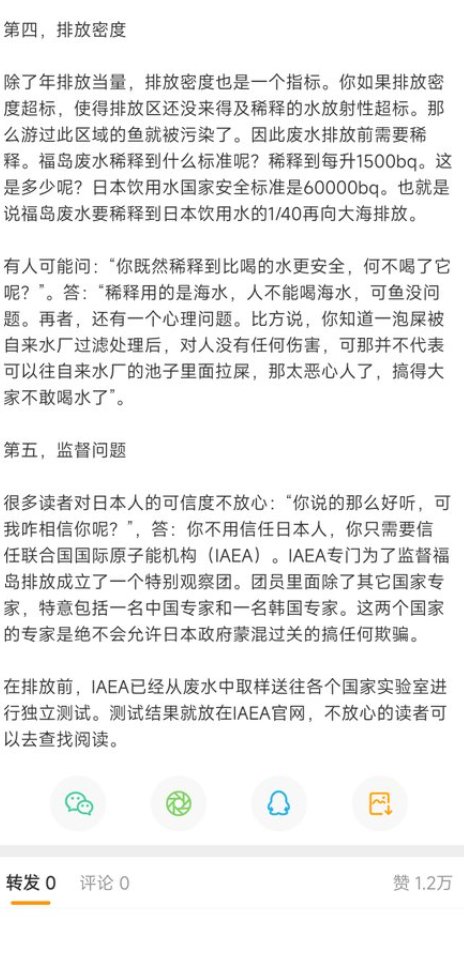 第四，排放密度
除了年排放当量，排放密度也是一个指标。你如果排放密
度超标，使得排放区还没来得及稀释的水放射性超标。那
么游过此区域的鱼就被污染了。因此废水排放前需要稀
释。福岛废水稀释到什么标准呢？稀释到每升1500bq。这
是多少呢？日本饮用水国家安全标准是60000bq。也就是
说福岛废水要稀释到日本饮用水的1/40再向大海排放。
有人可能问：“你既然稀释到比喝的水更安全，何不喝了它
呢？”。答：“稀释用的是海水，人不能喝海水，可鱼没问
题。再者，还有一个心理问题。比方说，你知道一泡屎被
自来水厂过滤处理后，对人没有任何伤害，可那并不代表
可以往自来水厂的池子里面拉屎，那太恶心人了，搞得大
家不敢喝水了”。
第五，监督问题
很多读者对日本人的可信度不放心：“你说的那么好听，可
我咋相信你呢？”，答：你不用信任日本人，你只需要信
任联合国国际原子能机构（IAEA）。IAEA专门为了监督福
岛排放成立了一个特别观察团。团员里面除了其它国家专
家，特意包括一名中国专家和一名韩国专家。这两个国家
的专家是绝不会允许日本政府蒙混过关的搞任何欺骗。
在排放前，IAEA已经从废水中取样送往各个国家实验室进
行独立测试。测试结果就放在IAEA官网，不放心的读者可
以去查找阅读。
转发 0 评论 0 赞 1.2万